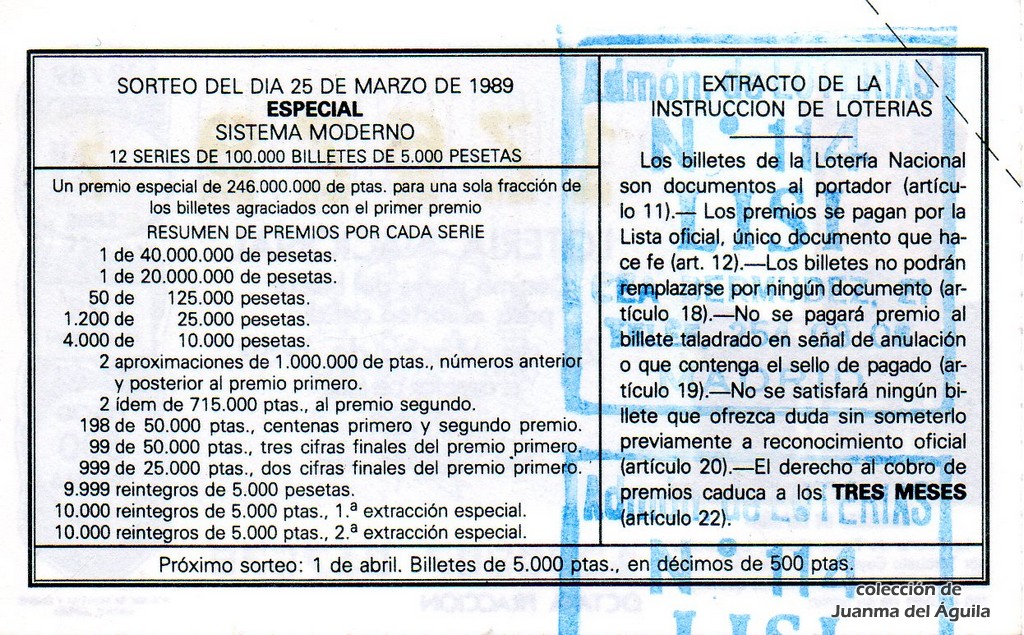 SORTEO DEL DIA 25 DE MARZO DE 1989
ESPECIAL
SISTEMA MODERNO
12 SERIES DE 100.000 BILLETES DE 5.000 PESETAS
Un premio especial de 246.000.000 de ptas. para una sola fracción de
los billetes agraciados con el primer premio
RESUMEN DE PREMIOS POR CADA SERIE
1 de 40.000.000 de pesetas.
1 de 20.000.000 de pesetas.
50 de 125.000 pesetas.
1.200 de 25.000 pesetas.
4.000 de 10.000 pesetas.
2 aproximaciones de 1.000.000 de ptas., números anterior
y posterior al premio primero.
2 ídem de 715.000 ptas., al premio segundo.
198 de 50.000 ptas., centenas primero y segundo premio.
99 de 50.000 ptas., tres cifras finales del premio primero.
999 de 25.000 ptas., dos cifras finales del premio primero.
9.999 reintegros de 5.000 pesetas.
10.000 reintegros de 5.000 ptas., 1.ª extracción especial.
10.000 reintegros de 5.000 ptas., 2.ª extracción especial.
EXTRACTO DE LA
INSTRUCCION DE LOTERIAS
Los billetes de la Lotería Nacional
son documentos al portador (artícu-
lo 11).— Los premios se pagan por la
Lista oficial, único documento que ha-
ce fe (art. 12).—Los billetes no podrán
remplazarse por ningún documento (ar-
tículo 18).—No se pagará premio al
billete taladrado en señal de anulación
o que contenga el sello de pagado (ar-
tículo 19).—No se satisfará ningún bi-
llete que ofrezca duda sin someterlo
previamente a reconocimiento oficial
(artículo 20).—El derecho al cobro de
premios caduca a los TRES MESES
(artículo 22).
Próximo sorteo: 1 de abril. Billetes de 5.000 ptas., en décimos de 500 ptas.
Admón. de LOTERIAS
N.º 114
LISI
CEA BERMUDEZ, 21
MADRID
Admón. de LOTERIAS
N.º 114
LISI
colección de
Juanma del Águila